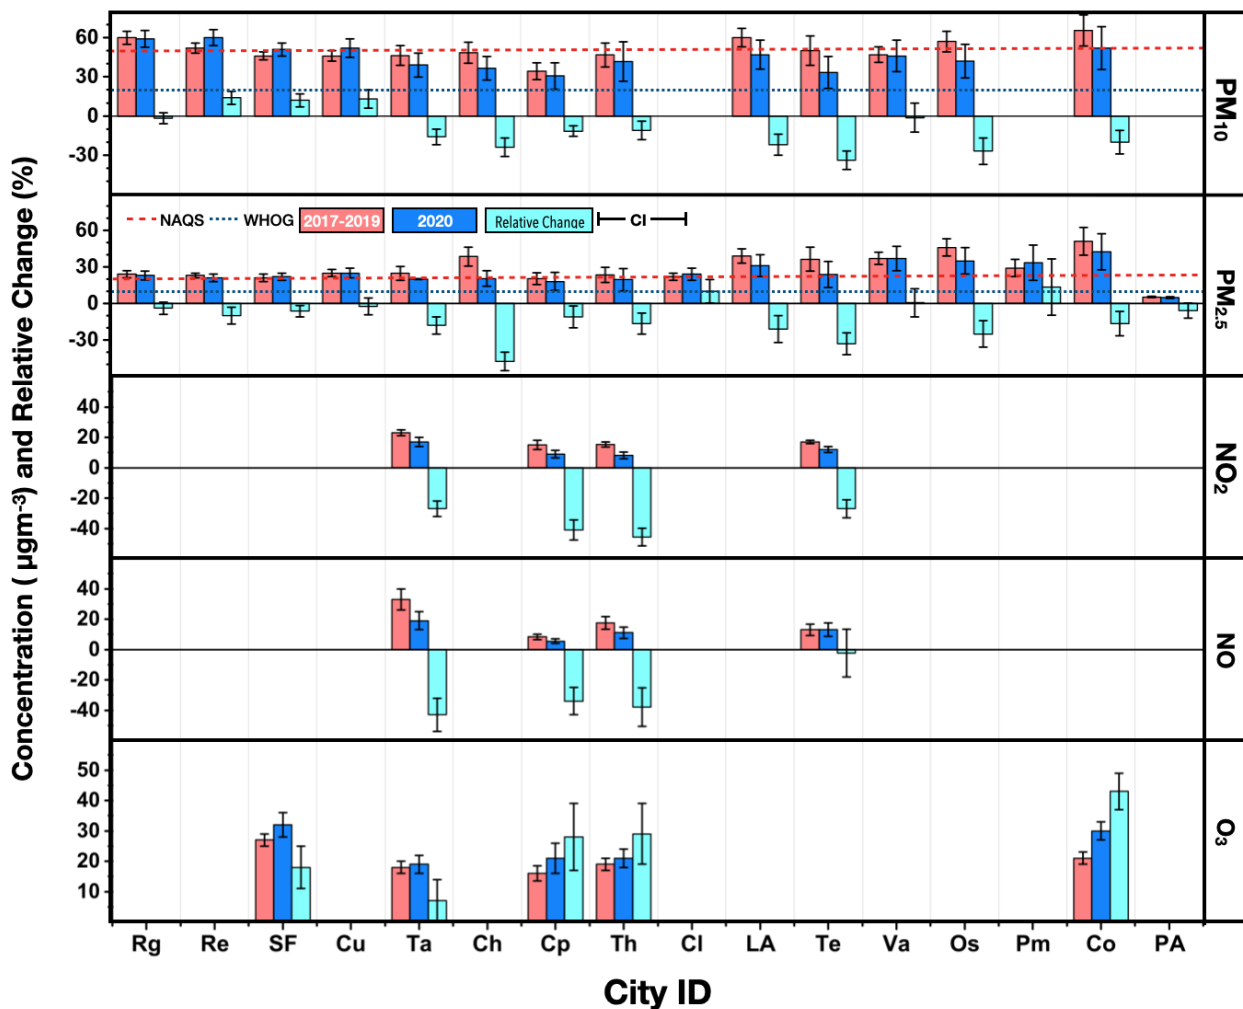 Concentration ( µgm⁻³) and Relative Change (%)
60
30
0
-30
PM₁₀
NAQS WHOG 2017-2019 2020 Relative Change CI
60
30
0
-30
PM₂.₅
40
20
0
-20
-40
NO₂
40
20
0
-20
-40
NO
50
40
30
20
10
O₃
Rg Re SF Cu Ta Ch Cp Th Cl LA Te Va Os Pm Co PA
City ID